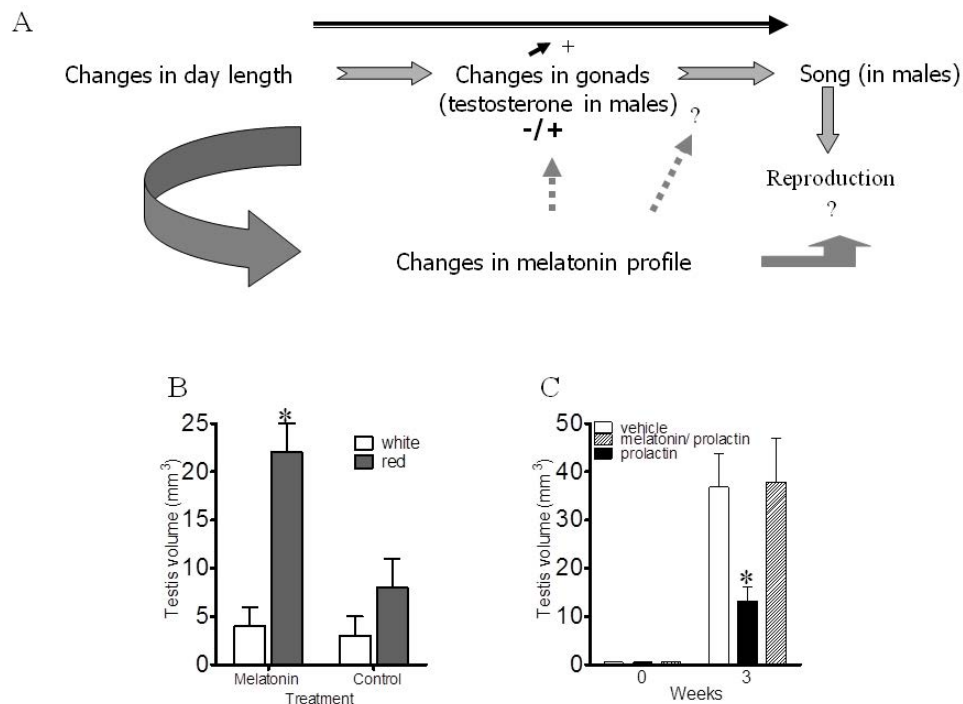 A
+
Changes in day length
Changes in gonads
(testosterone in males)
Song (in males)
-/+
?
Reproduction
?
Changes in melatonin profile
B
25
20
15
10
5
0
Testis volume (mm3)
*
white
red
Melatonin
Control
Treatment
C
50
40
30
20
10
0
Testis volume (mm3)
vehicle
melatonin/ prolactin
prolactin
*
0
3
Weeks